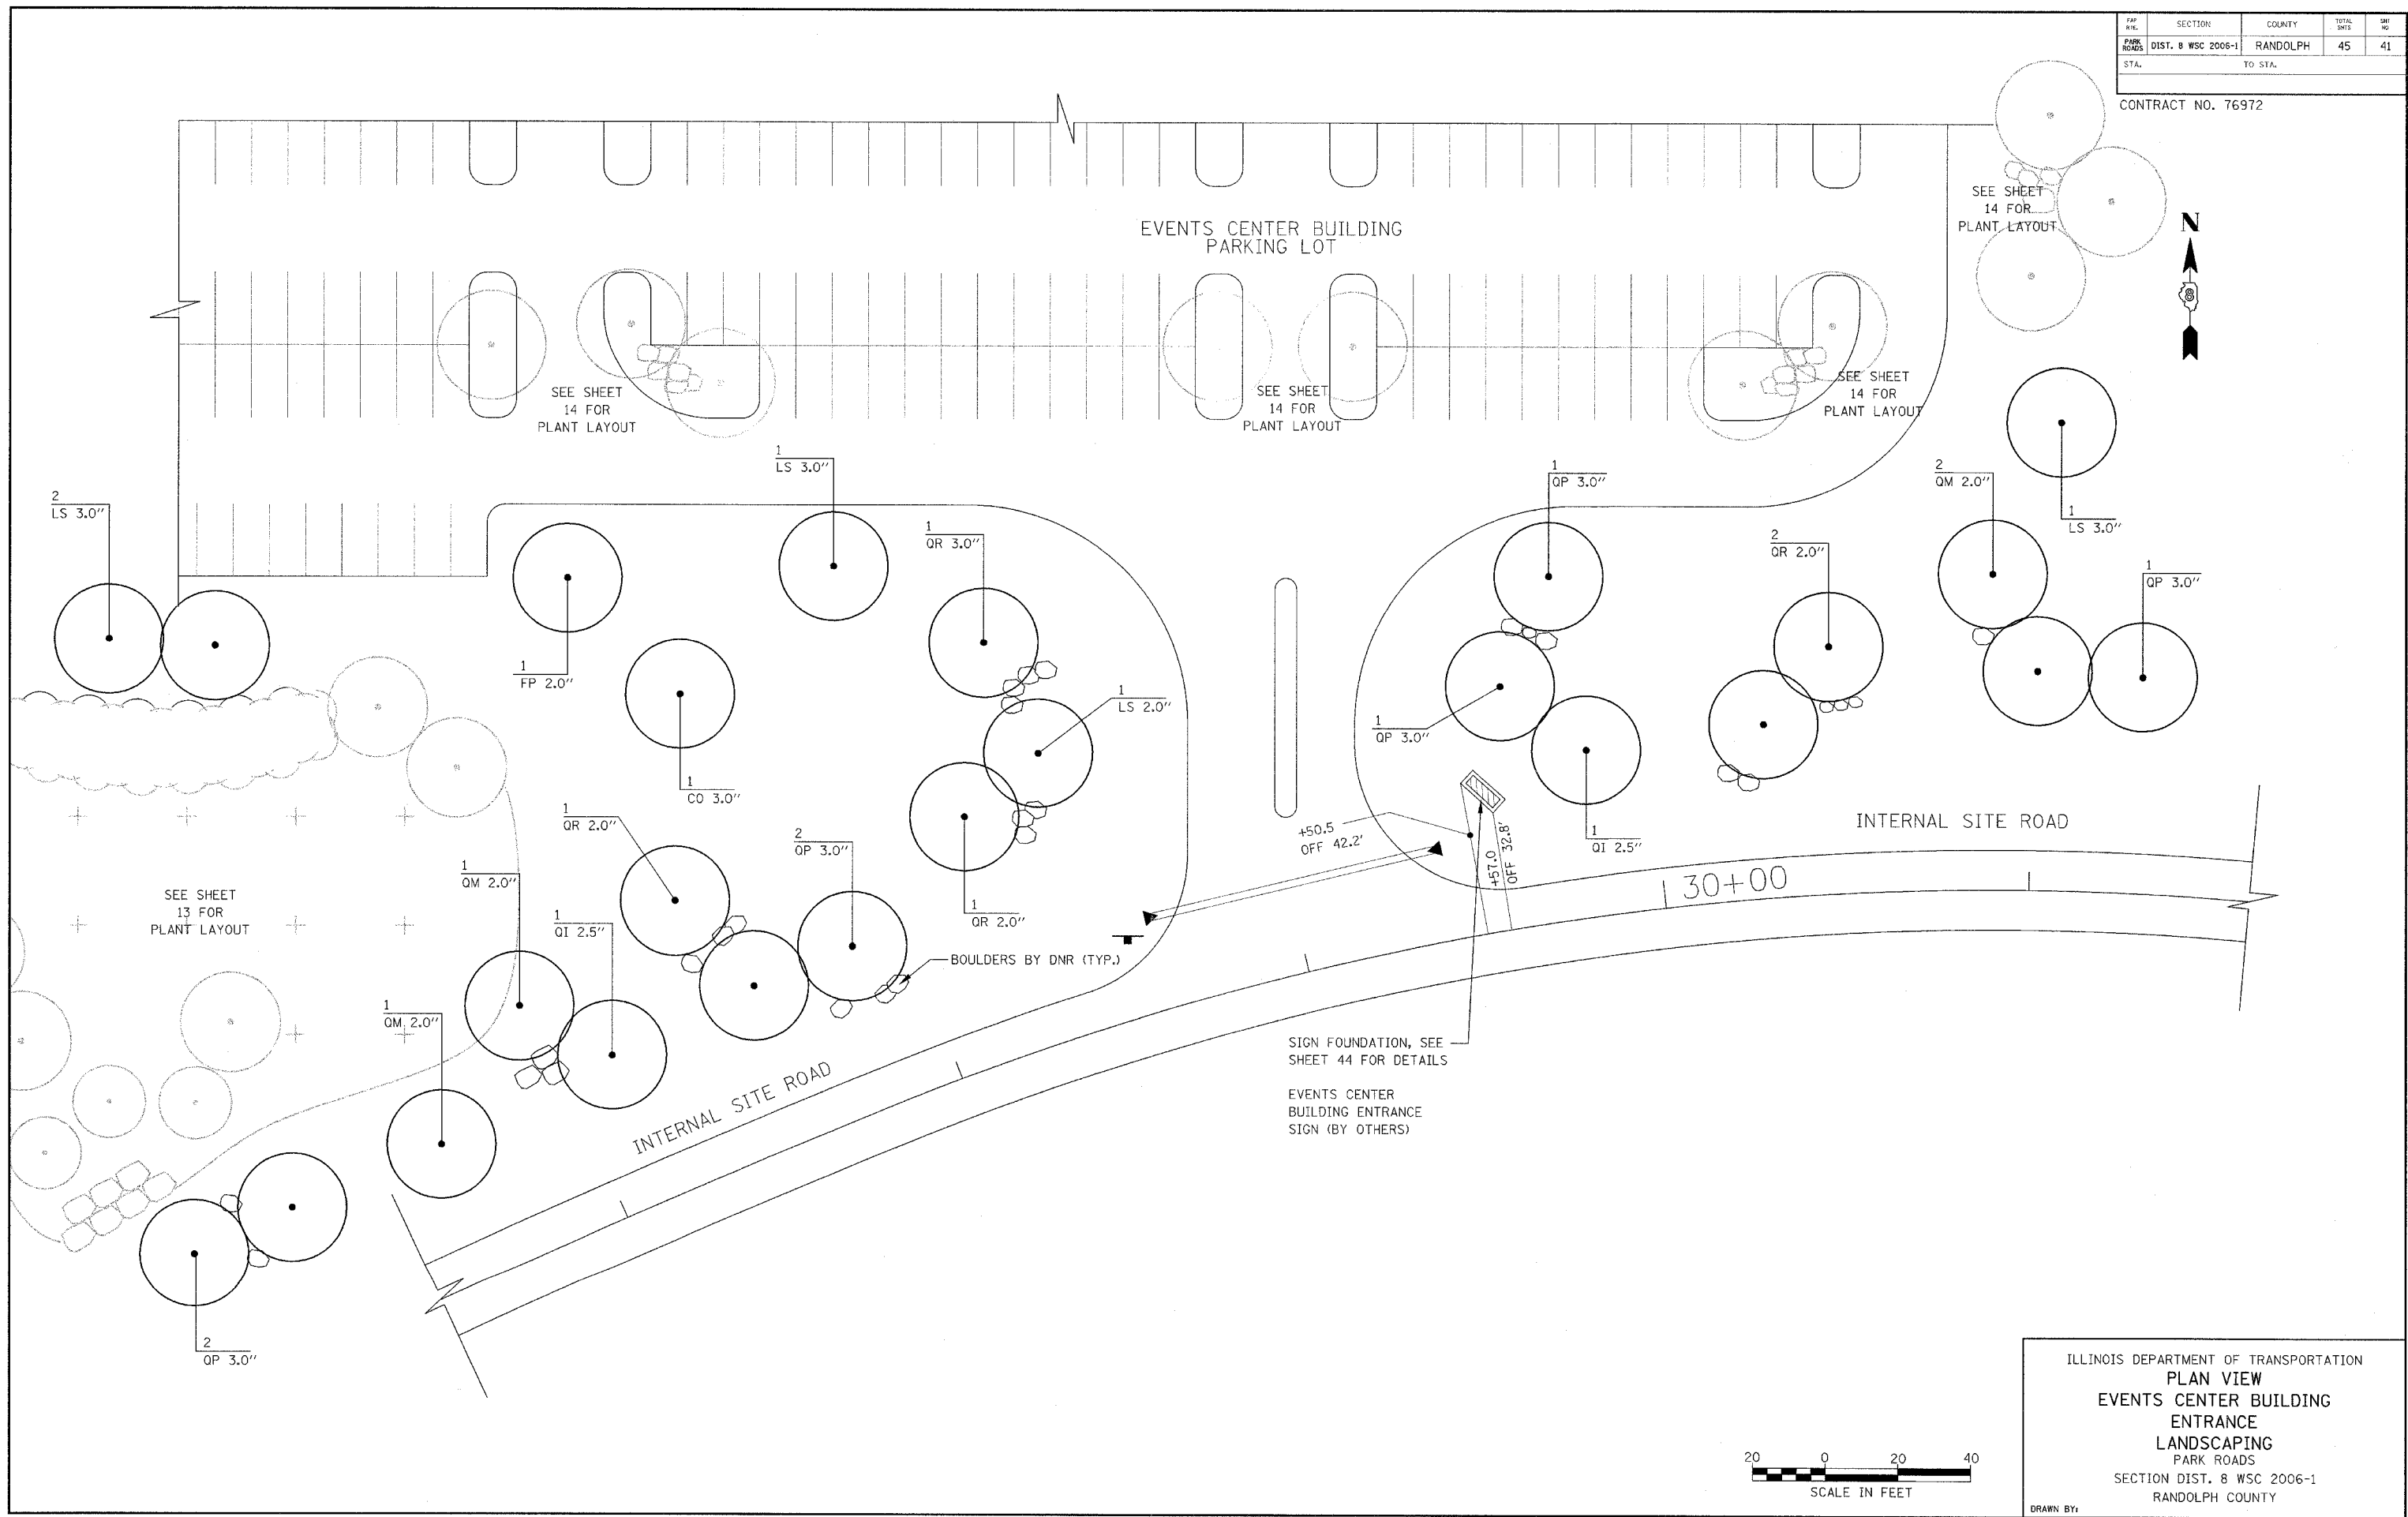 FAP RTE. SECTION COUNTY TOTAL SHTS SHT NO
PARK ROADS DIST. 8 WSC 2006-1 RANDOLPH 45 41
STA. TO STA.
CONTRACT NO. 76972
SEE SHEET
14 FOR
PLANT LAYOUT
N
8
EVENTS CENTER BUILDING
PARKING LOT
SEE SHEET
14 FOR
PLANT LAYOUT
SEE SHEET
14 FOR
PLANT LAYOUT
SEE SHEET
14 FOR
PLANT LAYOUT
2
LS 3.0"
1
LS 3.0"
1
QR 3.0"
1
QP 3.0"
2
QR 2.0"
2
QM 2.0"
1
LS 3.0"
1
QP 3.0"
1
FP 2.0"
1
LS 2.0"
1
QP 3.0"
1
CO 3.0"
1
QR 2.0"
2
QP 3.0"
1
QM 2.0"
1
QI 2.5"
1
QR 2.0"
1
QI 2.5"
+50.5
OFF 42.2'
+57.0
OFF 32.8'
INTERNAL SITE ROAD
30+00
SEE SHEET
13 FOR
PLANT LAYOUT
BOULDERS BY DNR (TYP.)
1
QM 2.0"
INTERNAL SITE ROAD
SIGN FOUNDATION, SEE
SHEET 44 FOR DETAILS
EVENTS CENTER
BUILDING ENTRANCE
SIGN (BY OTHERS)
2
QP 3.0"
20 0 20 40
SCALE IN FEET
ILLINOIS DEPARTMENT OF TRANSPORTATION
PLAN VIEW
EVENTS CENTER BUILDING
ENTRANCE
LANDSCAPING
PARK ROADS
SECTION DIST. 8 WSC 2006-1
RANDOLPH COUNTY
DRAWN BY: